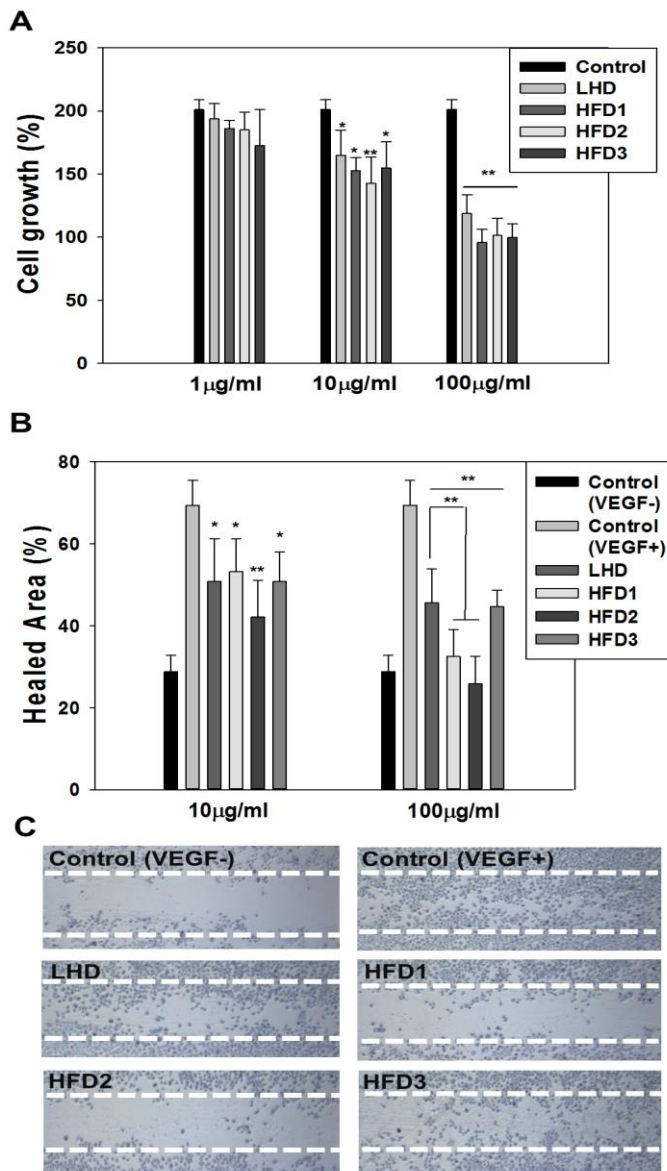 A
Cell growth (%)
250
200
150
100
50
0
Control
LHD
HFD1
HFD2
HFD3
*
*
**
*
**
1μg/ml
10μg/ml
100μg/ml
B
Healed Area (%)
80
60
40
20
0
Control
(VEGF-)
Control
(VEGF+)
LHD
HFD1
HFD2
HFD3
*
*
**
*
**
**
10μg/ml
100μg/ml
C
Control (VEGF-)
Control (VEGF+)
LHD
HFD1
HFD2
HFD3